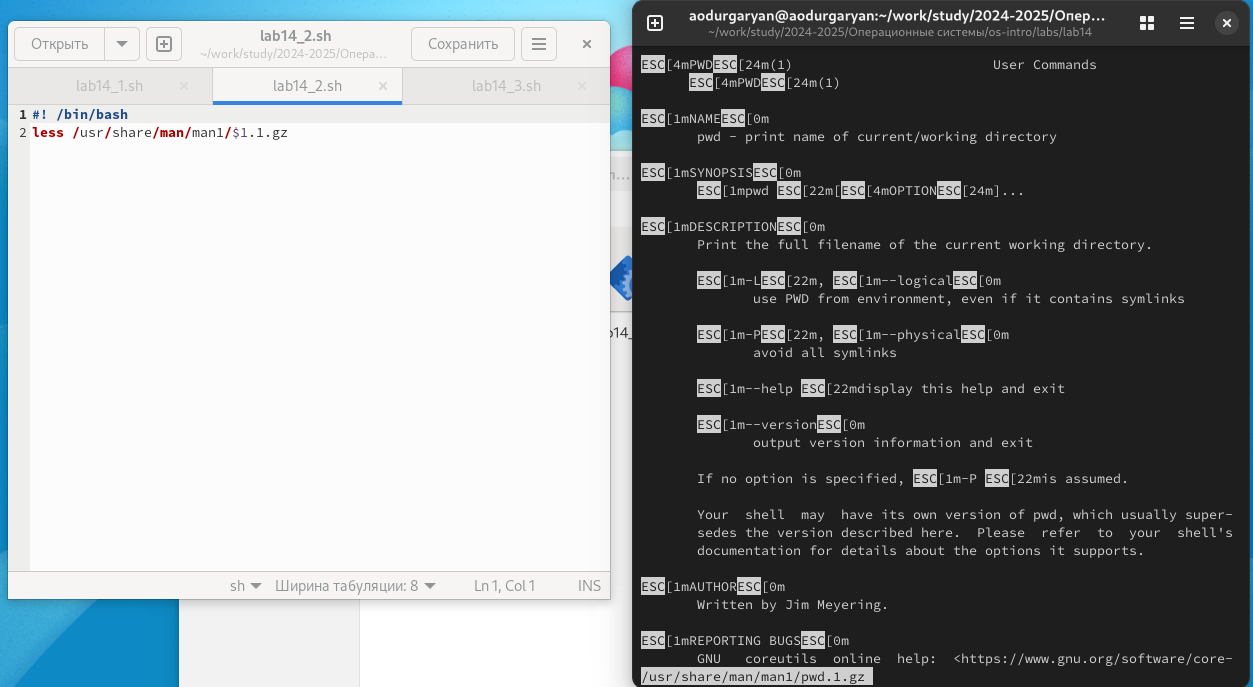 Открыть
lab14_2.sh
~/work/study/2024-2025/Опера...
Сохранить
lab14_1.sh
lab14_2.sh
lab14_3.sh
1 #! /bin/bash
2 less /usr/share/man/man1/$1.1.gz
sh
Ширина табуляции: 8
Ln 1, Col 1
INS
aodurgaryan@aodurgaryan:~/work/study/2024-2025/Опер...
~/work/study/2024-2025/Операционные системы/os-intro/labs/lab14
ESC[4mPWDESC[24m(1) User Commands
ESC[4mPWDESC[24m(1)
ESC[1mNAMEESC[0m
pwd - print name of current/working directory
ESC[1mSYNOPSISESC[0m
ESC[1mpwd ESC[22m[ESC[4mOPTIONESC[24m]...
ESC[1mDESCRIPTIONESC[0m
Print the full filename of the current working directory.
ESC[1m-LESC[22m, ESC[1m--logicalESC[0m
use PWD from environment, even if it contains symlinks
ESC[1m-PESC[22m, ESC[1m--physicalESC[0m
avoid all symlinks
ESC[1m--help ESC[22mdisplay this help and exit
ESC[1m--versionESC[0m
output version information and exit
If no option is specified, ESC[1m-P ESC[22mis assumed.
Your shell may have its own version of pwd, which usually super-
sedes the version described here. Please refer to your shell's
documentation for details about the options it supports.
ESC[1mAUTHORESC[0m
Written by Jim Meyering.
ESC[1mREPORTING BUGSESC[0m
GNU coreutils online help: <https://www.gnu.org/software/core-
/usr/share/man/man1/pwd.1.gz